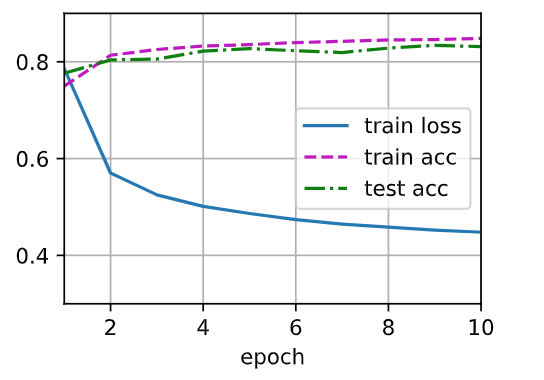 0.8
0.6
0.4
train loss
train acc
test acc
2 4 6 8 10
epoch